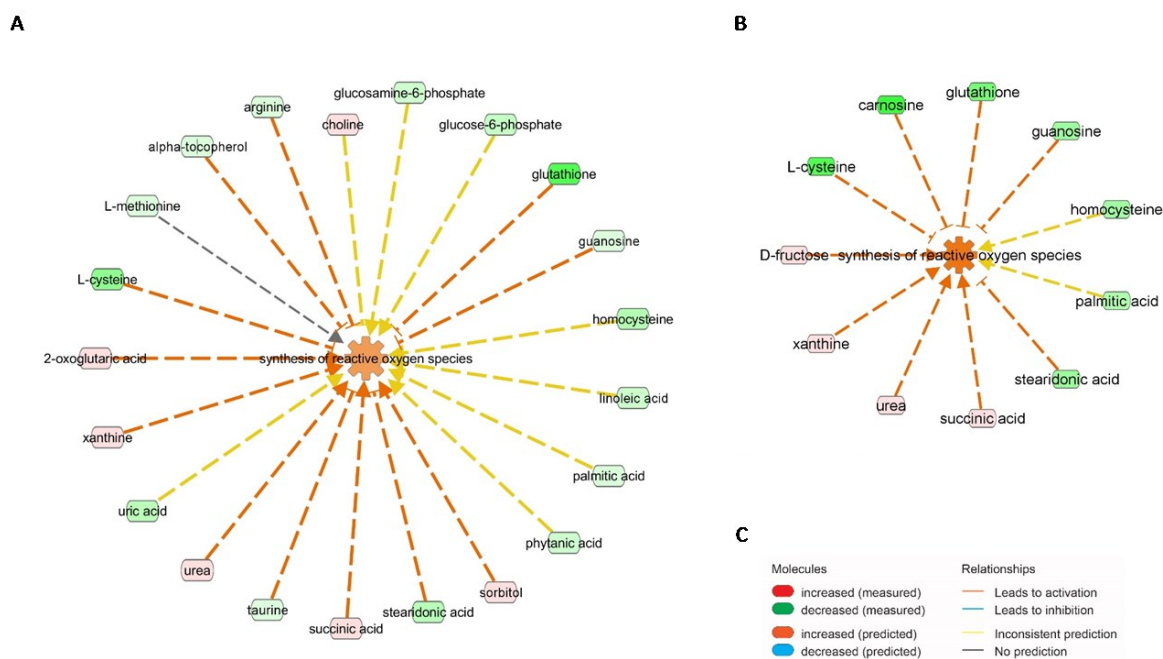 A
glucosamine-6-phosphate
arginine
choline
glucose-6-phosphate
alpha-tocopherol
glutathione
L-methionine
guanosine
L-cysteine
homocysteine
2-oxoglutaric acid
synthesis of reactive oxygen species
linoleic acid
xanthine
palmitic acid
uric acid
phytanic acid
urea
sorbitol
taurine
stearidonic acid
succinic acid
B
glutathione
carnosine
guanosine
L-cysteine
homocysteine
D-fructose
synthesis of reactive oxygen species
palmitic acid
xanthine
stearidonic acid
urea
succinic acid
C
Molecules
increased (measured)
decreased (measured)
increased (predicted)
decreased (predicted)
Relationships
Leads to activation
Leads to inhibition
Inconsistent prediction
No prediction